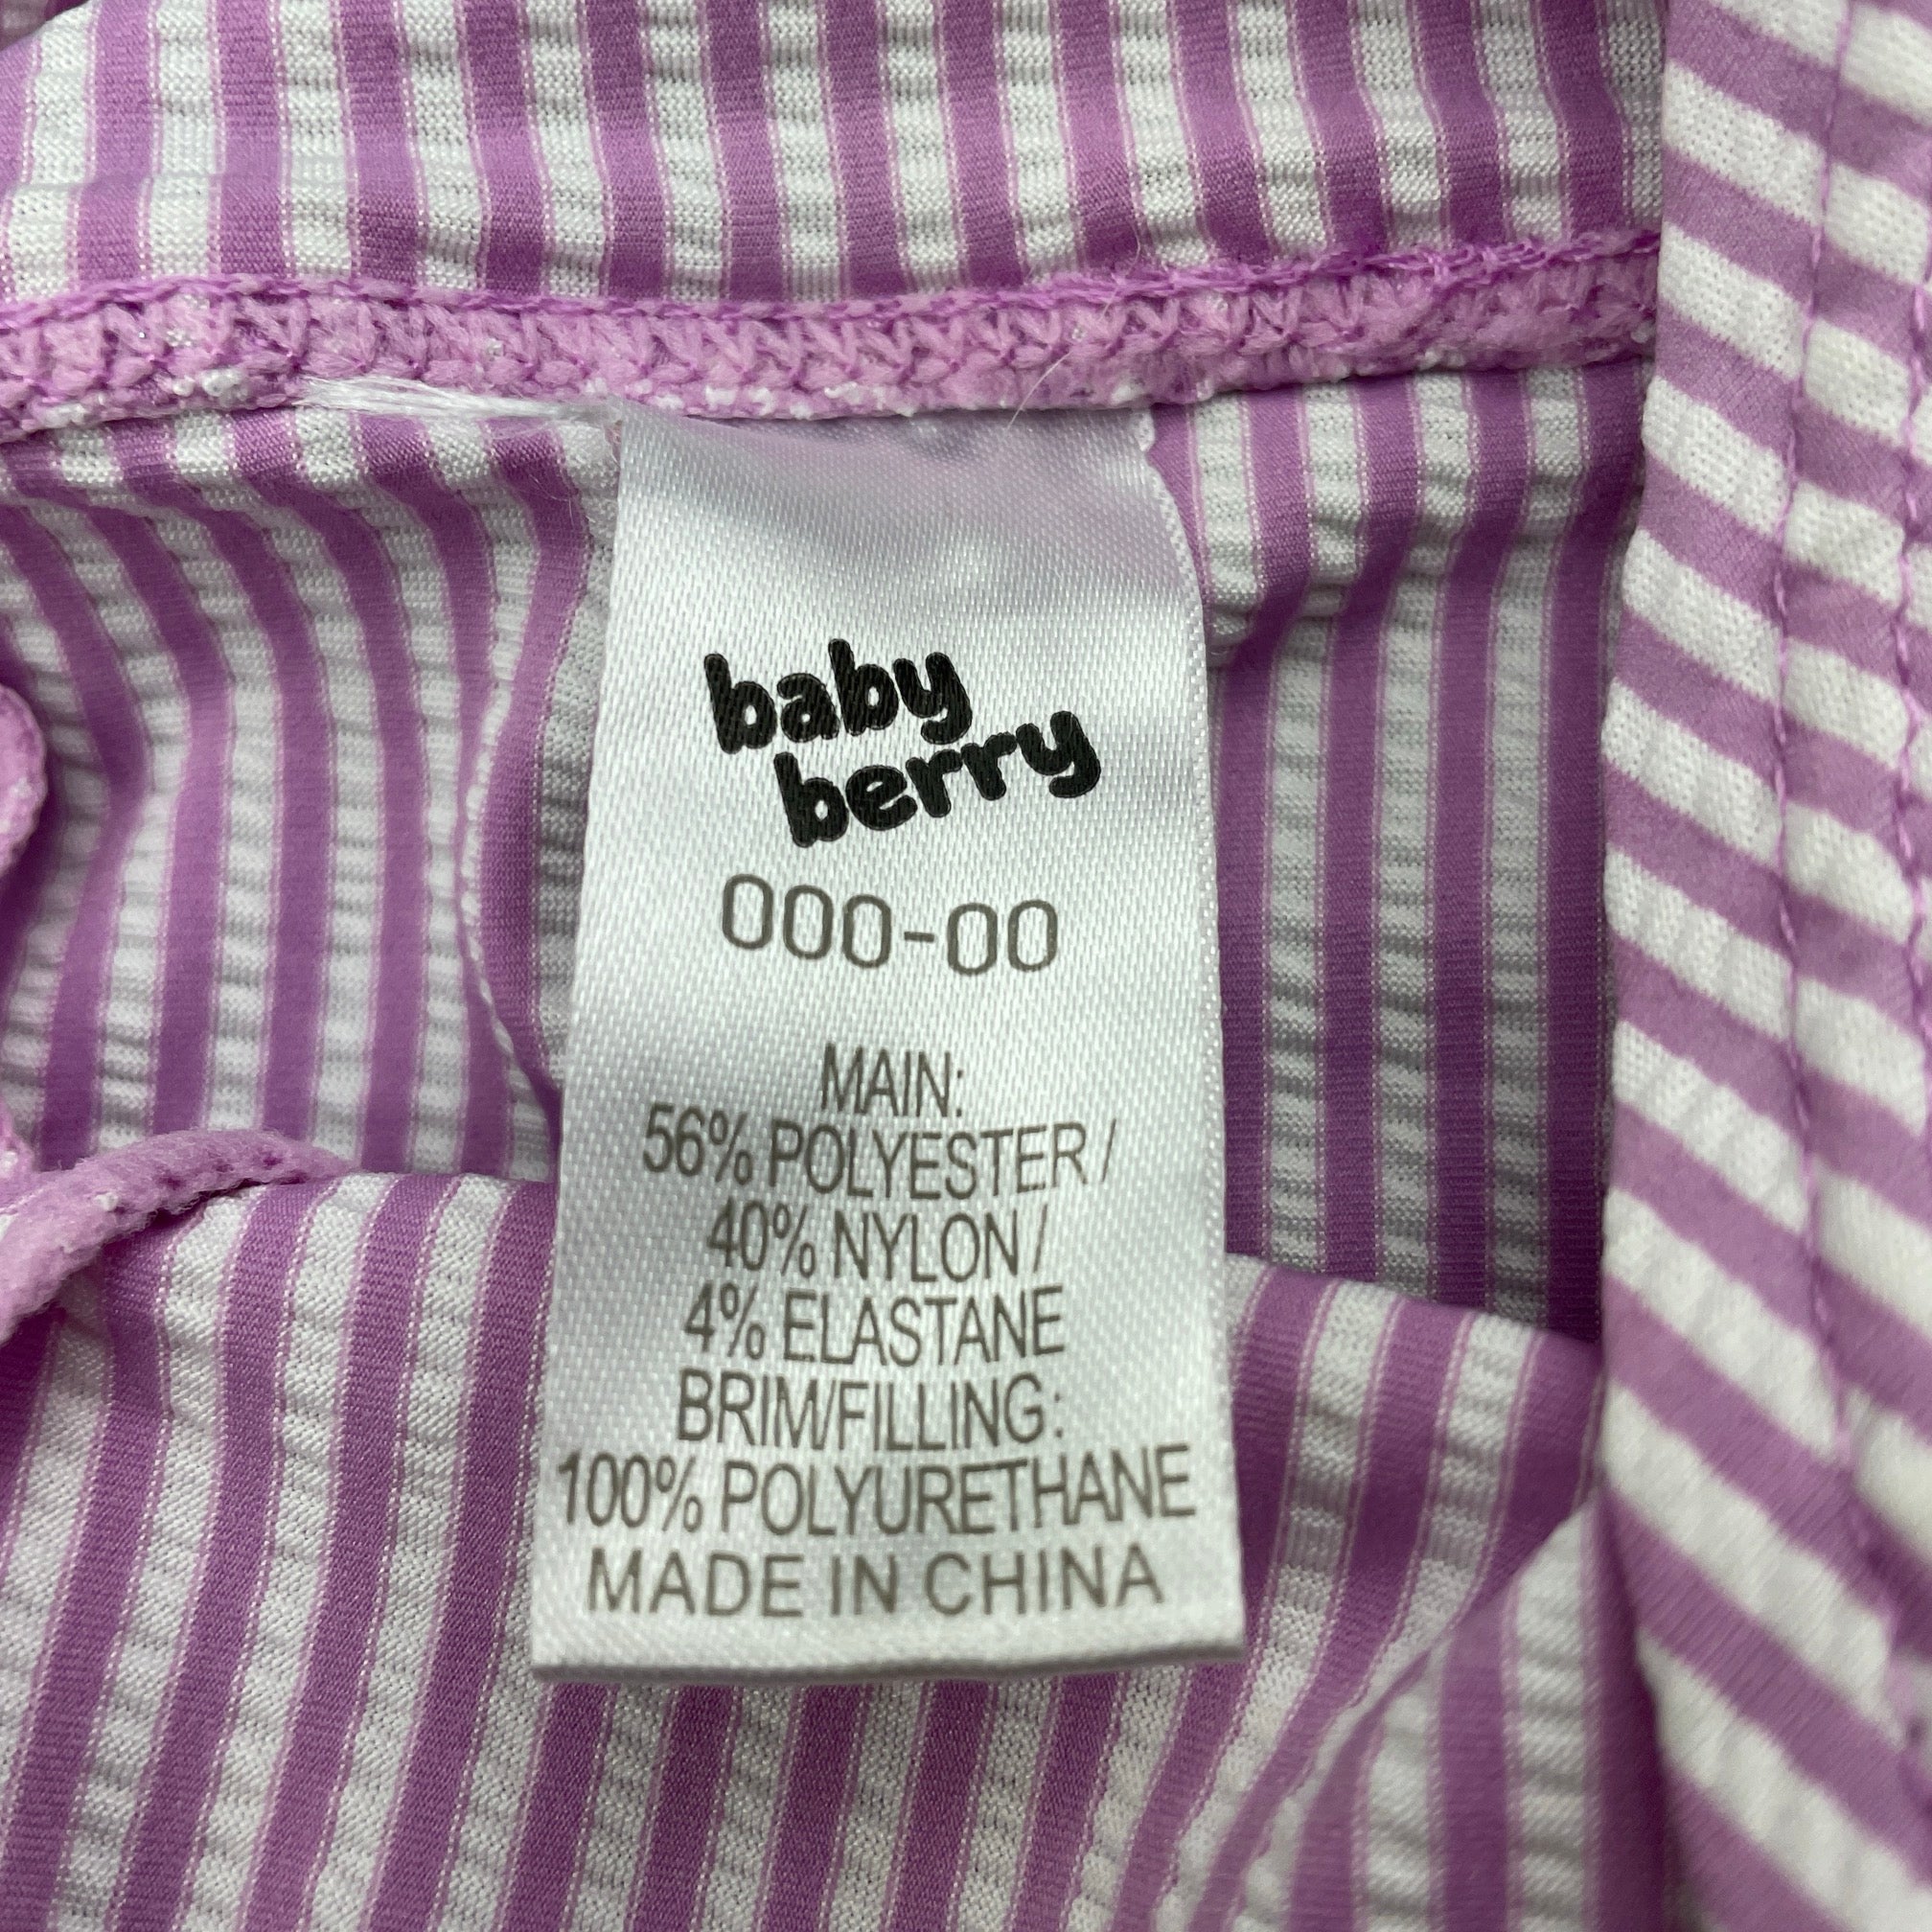 baby
berry
000-00
MAIN:
56% POLYESTER /
40% NYLON /
4% ELASTANE
BRIM/FILLING:
100% POLYURETHANE
MADE IN CHINA